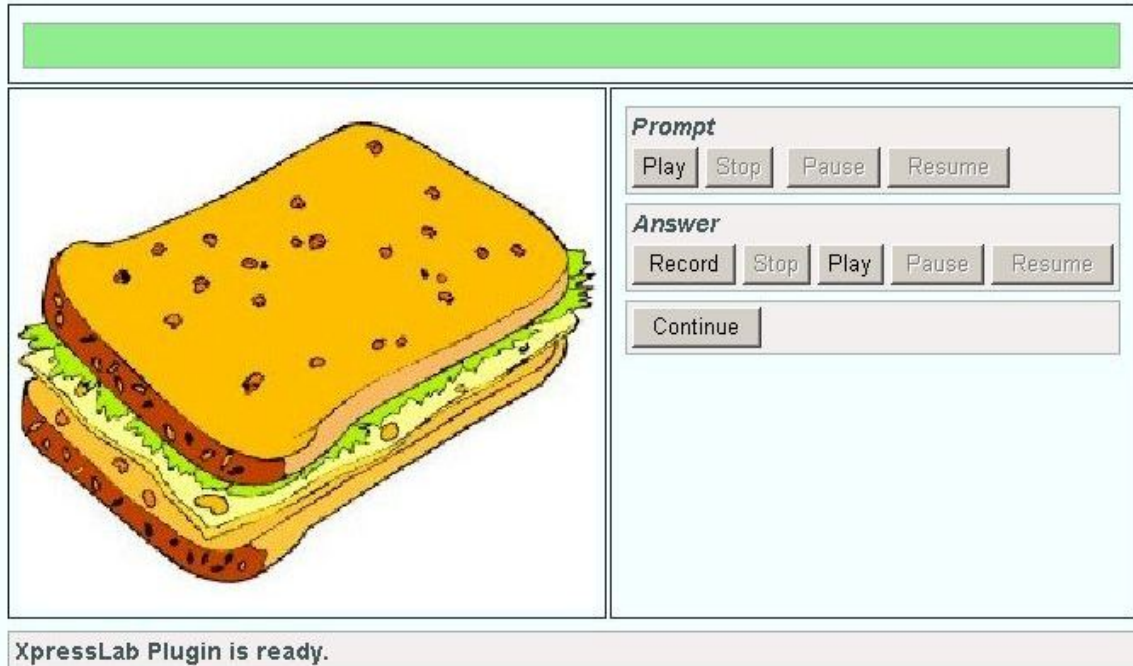 Prompt
Play Stop Pause Resume
Answer
Record Stop Play Pause Resume
Continue
XpressLab Plugin is ready.